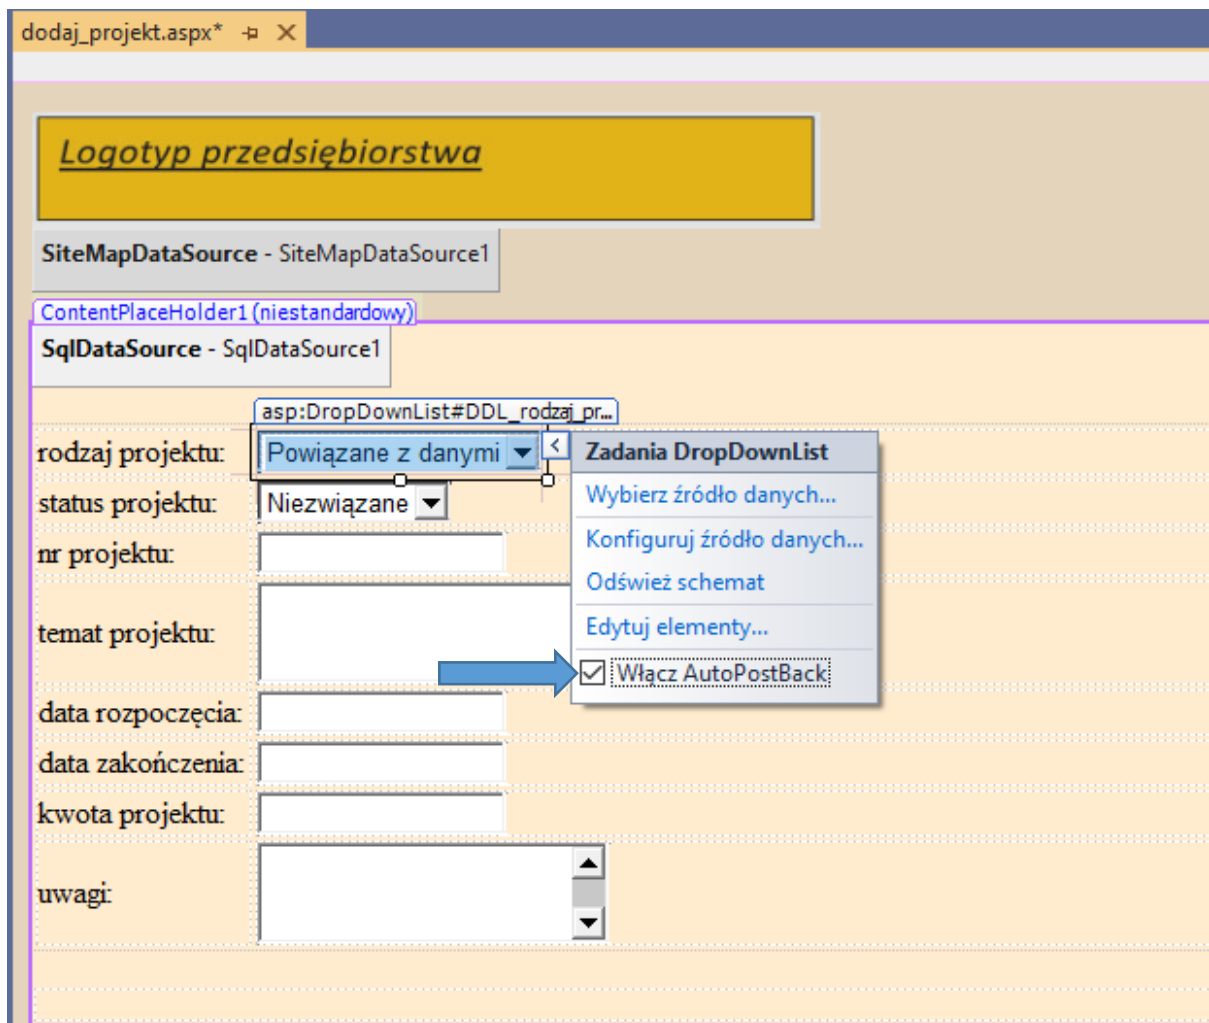 dodaj_projekt.aspx*
Logotyp przedsiębiorstwa
SiteMapDataSource - SiteMapDataSource1
ContentPlaceHolder1 (niestandardowy)
SqlDataSource - SqlDataSource1
asp:DropDownList#DDL_rodzaj_pr...
rodzaj projektu:
Powiązane z danymi
Zadania DropDownList
Wybierz źródło danych...
Konfiguruj źródło danych...
Odśwież schemat
Edytuj elementy...
Włącz AutoPostBack
status projektu:
Niezwiązane
nr projektu:
temat projektu:
data rozpoczęcia:
data zakończenia:
kwota projektu:
uwagi: